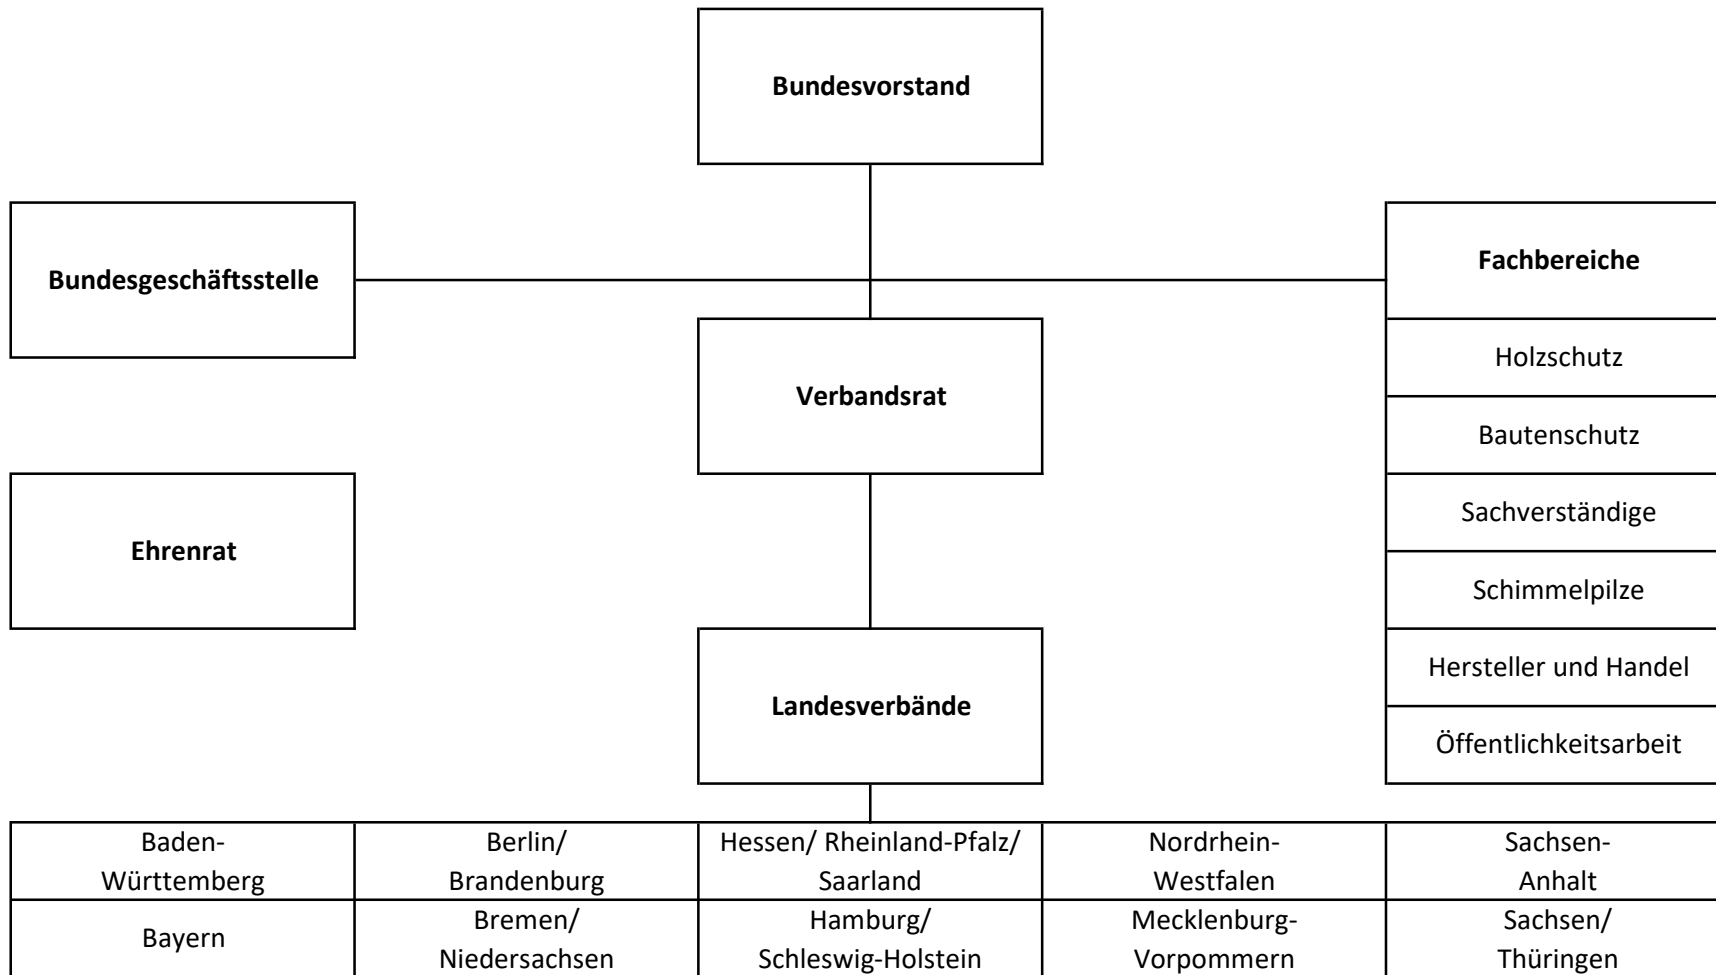 Bundesvorstand
Bundesgeschäftsstelle
Fachbereiche
Holzschutz
Verbandsrat
Bautenschutz
Sachverständige
Ehrenrat
Schimmelpilze
Hersteller und Handel
Landesverbände
Öffentlichkeitsarbeit
Baden-
Württemberg
Berlin/
Brandenburg
Hessen/ Rheinland-Pfalz/
Saarland
Nordrhein-
Westfalen
Sachsen-
Anhalt
Bayern
Bremen/
Niedersachsen
Hamburg/
Schleswig-Holstein
Mecklenburg-
Vorpommern
Sachsen/
Thüringen